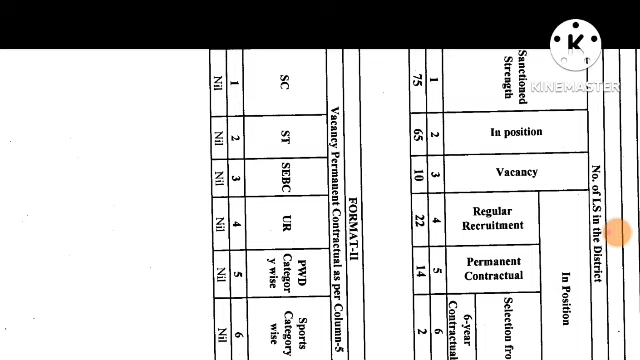 No. of LS in the District
Sanctioned Strength
In position
Vacancy
In Position
Regular Recruitment
Permanent Contractual
Selection fro
6-year Contractual
1 2 3 4 5 6
75 65 10 22 14 2
FORMAT-II
Vacancy Permanent Contractual as per Column-5
SC ST SEBC UR PWD Categor y wise Sports Category wise
1 2 3 4 5 6
Nil Nil Nil Nil Nil Nil
KINEMASTER